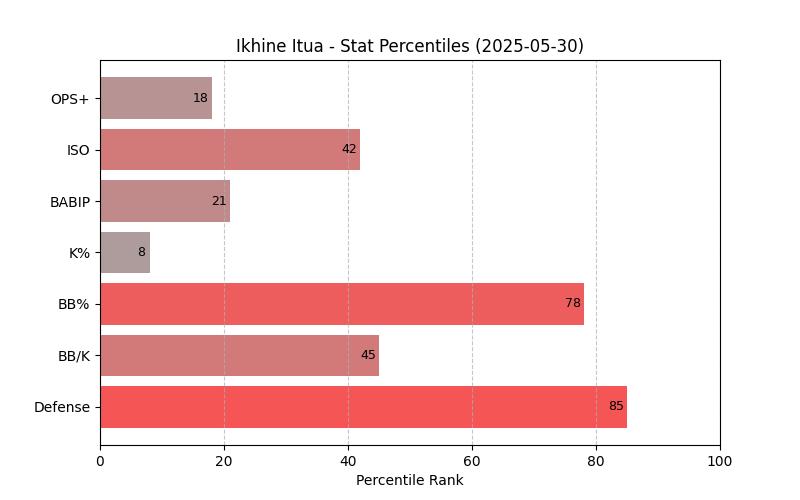 Ikhine Itua - Stat Percentiles (2025-05-30)
OPS+ 18
ISO 42
BABIP 21
K% 8
BB% 78
BB/K 45
Defense 85
0 20 40 60 80 100
Percentile Rank